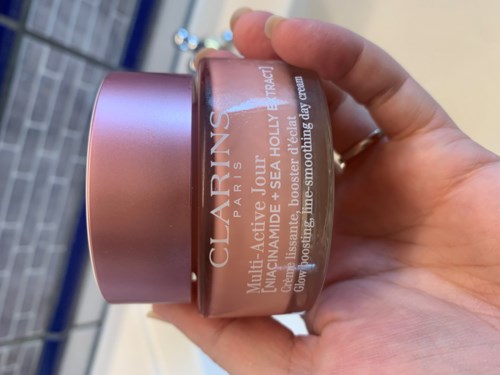 CLARINS
PARIS
Multi-Active Jour
[NIACINAMIDE + SEA HOLLY EXTRACT]
Crème lissante, booster d'éclat
Glow boosting, line-smoothing day cream